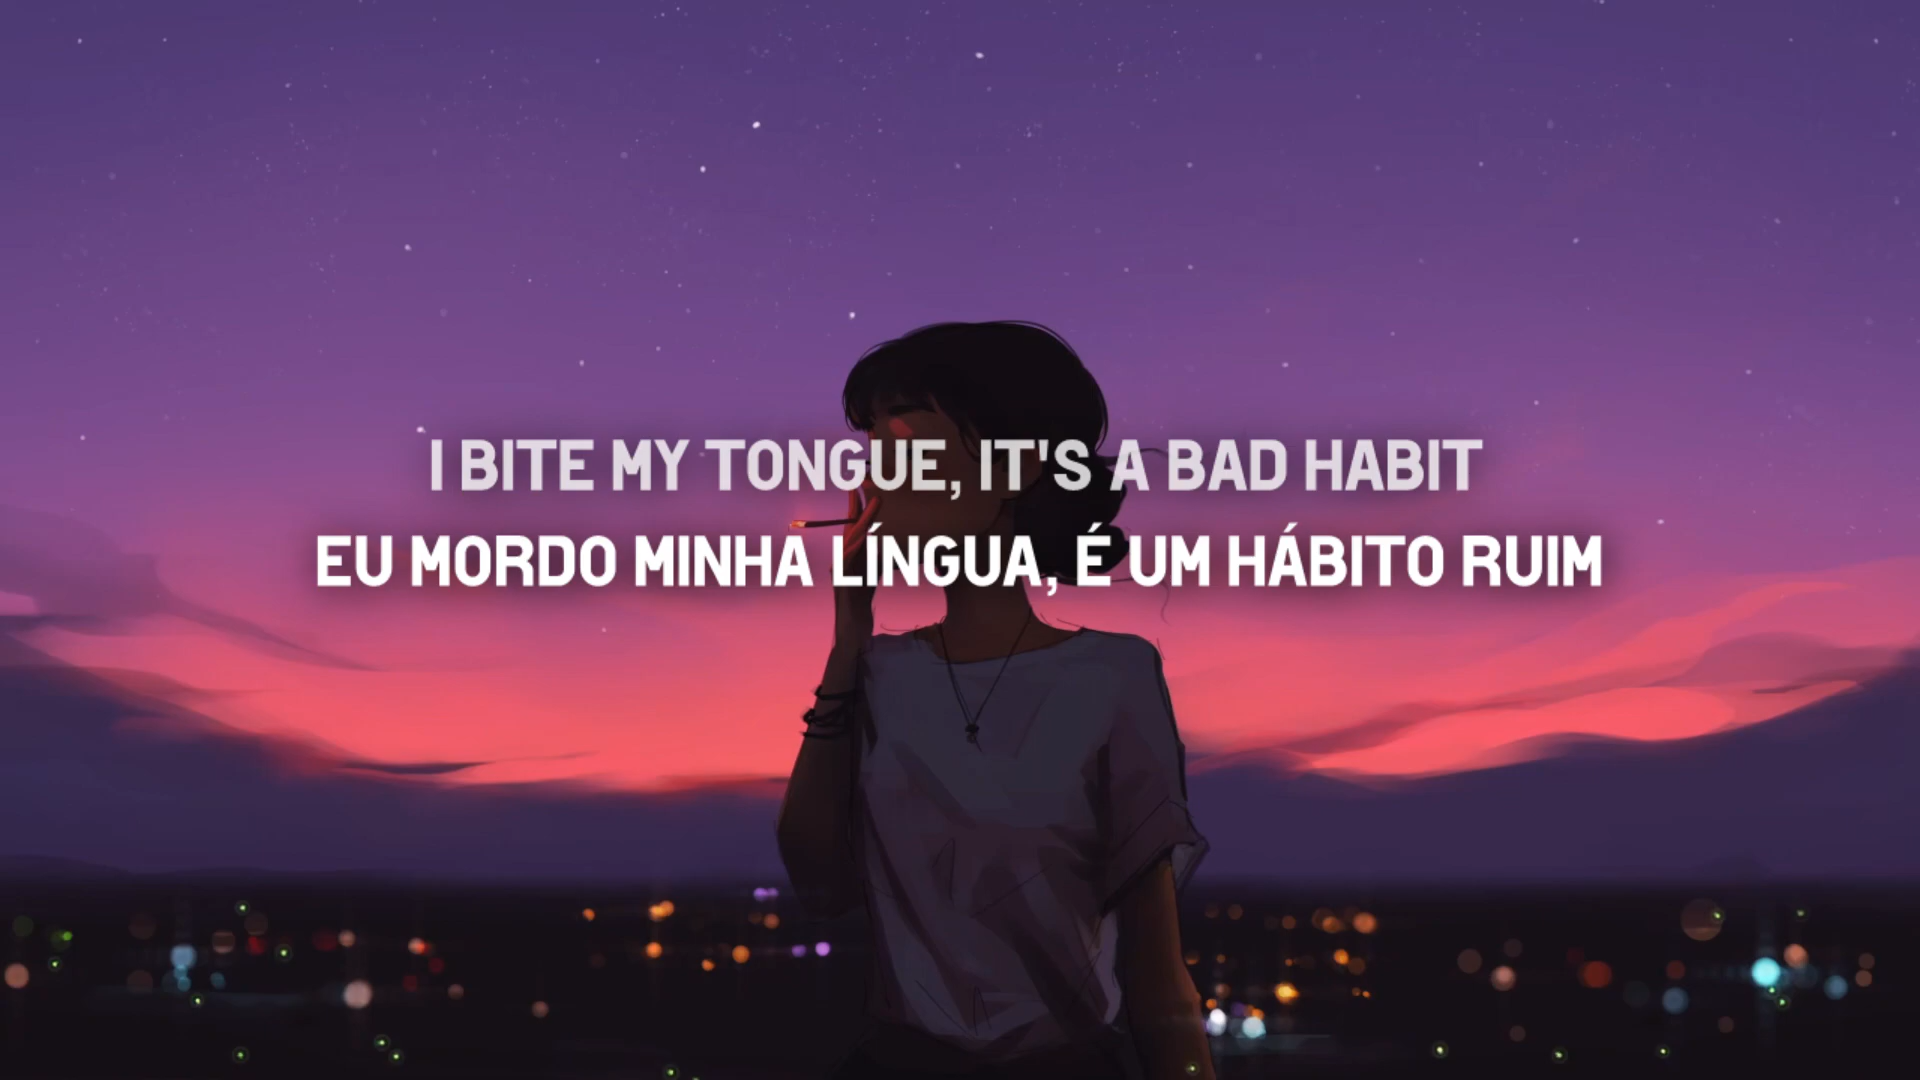 I BITE MY TONGUE, IT'S A BAD HABIT
EU MORDO MINHA LÍNGUA, É UM HÁBITO RUIM